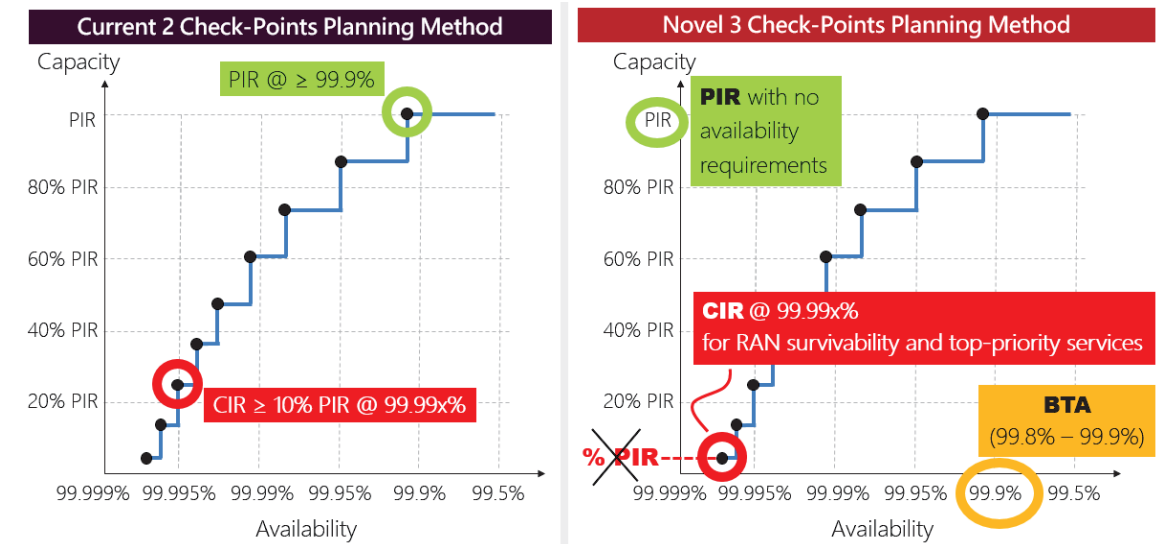 Current 2 Check-Points Planning Method
Capacity
PIR @ ≥ 99.9%
PIR
80% PIR
60% PIR
40% PIR
20% PIR
CIR ≥ 10% PIR @ 99.99x%
99.999% 99.995% 99.99% 99.95% 99.9% 99.5%
Availability
Novel 3 Check-Points Planning Method
Capacity
PIR
PIR with no
availability
requirements
80% PIR
60% PIR
40% PIR
20% PIR
CIR @ 99.99x%
for RAN survivability and top-priority services
BTA
(99.8% – 99.9%)
% PIR
99.999% 99.995% 99.99% 99.95% 99.9% 99.5%
Availability